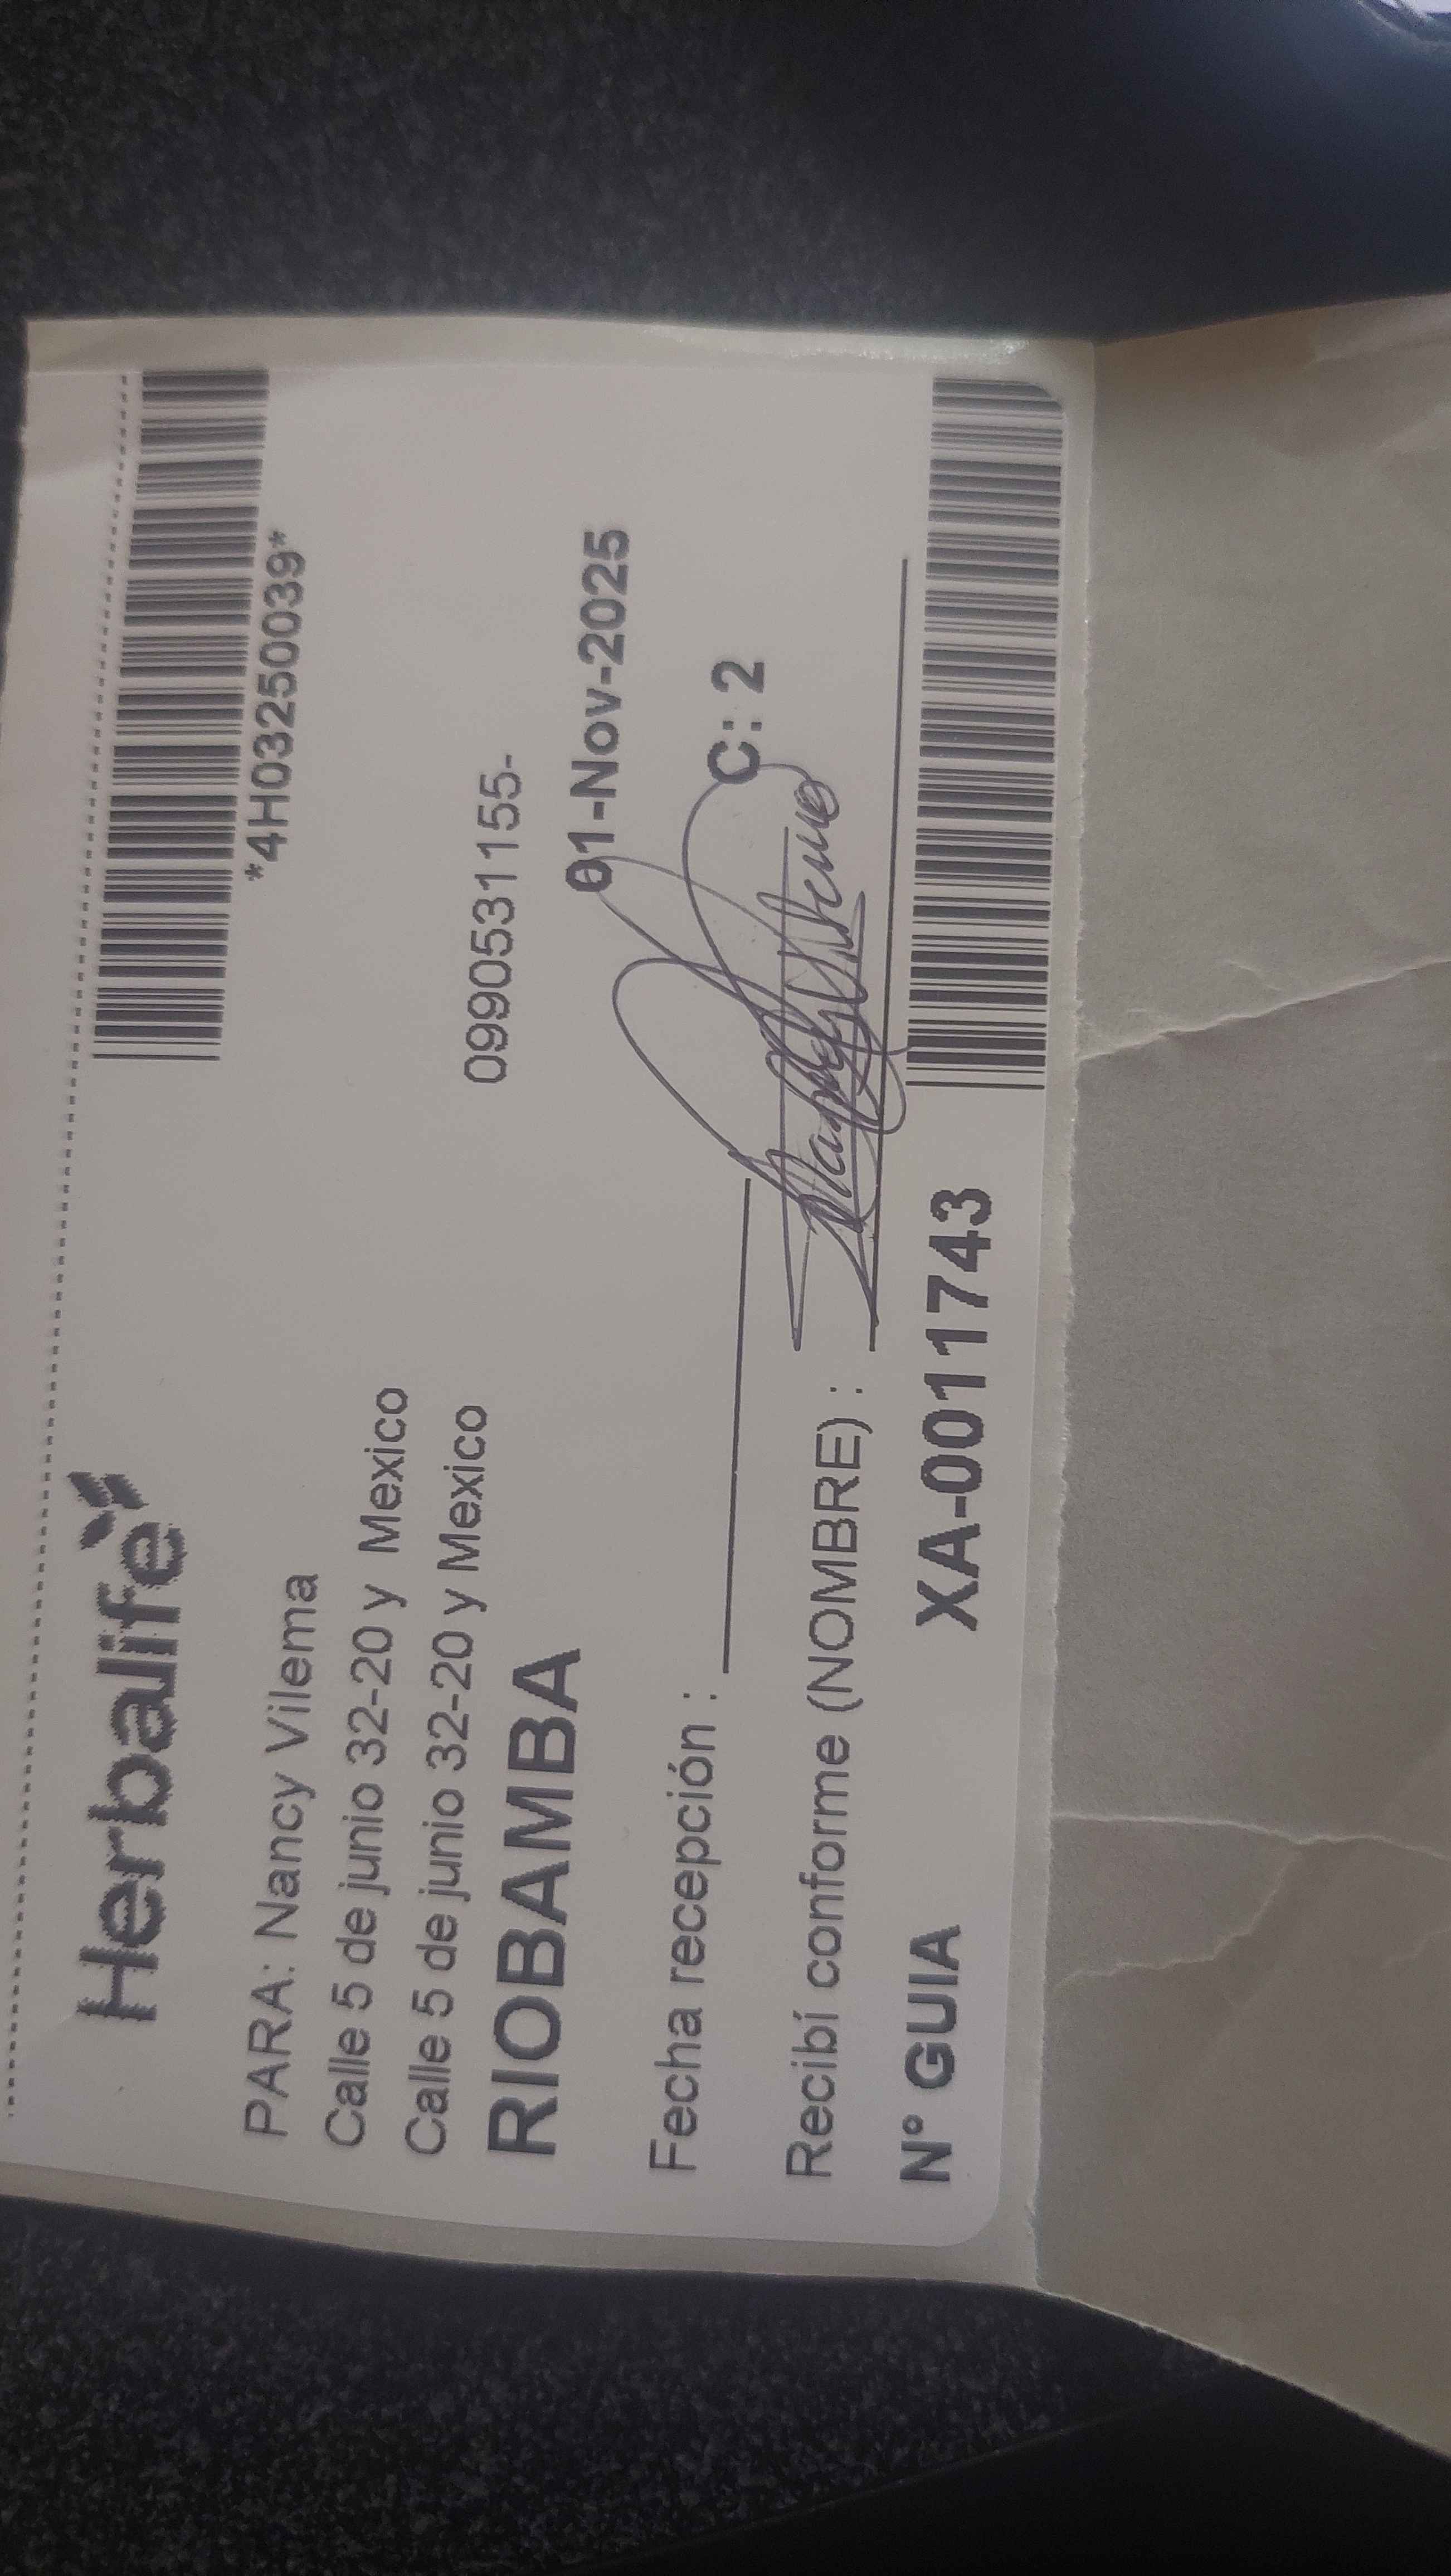 Herbalife
*4H03250039*
PARA: Nancy Vilema
Calle 5 de junio 32-20 y Mexico
Calle 5 de junio 32-20 y Mexico
0990531155-
RIOBAMBA
01-Nov-2025
Fecha recepción :
C: 2
Recibí conforme (NOMBRE) :
N° GUIA XA-0011743